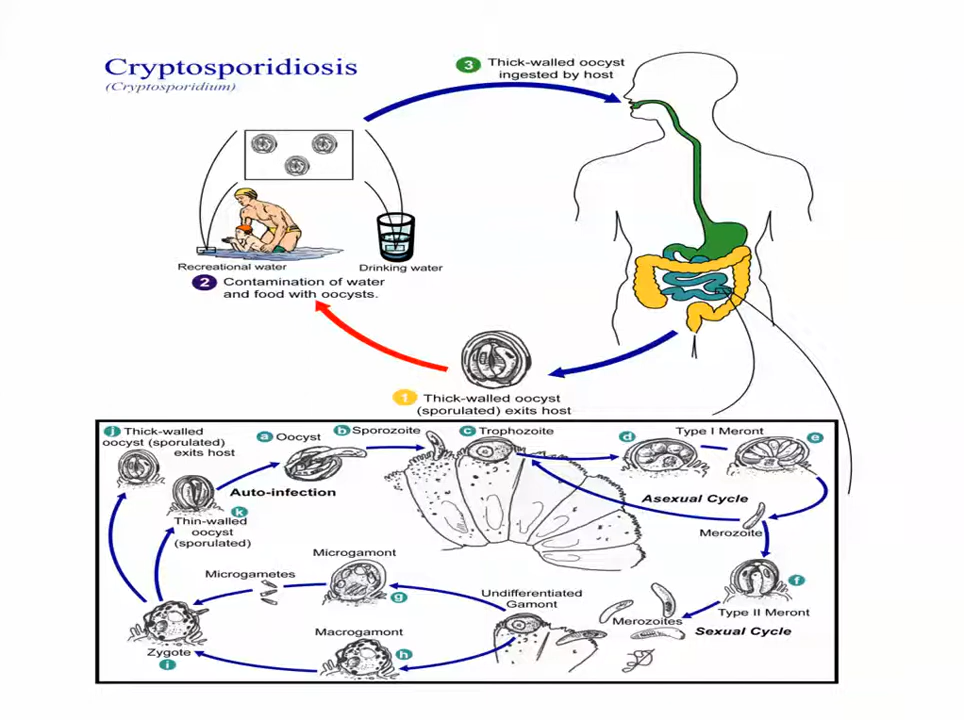 Cryptosporidiosis
(Cryptosporidium)
3 Thick-walled oocyst
ingested by host
Recreational water
Drinking water
2 Contamination of water
and food with oocysts.
1 Thick-walled oocyst
(sporulated) exits host
j Thick-walled
oocyst (sporulated)
exits host
a Oocyst
b Sporozoite
c Trophozoite
d
Type I Meront
e
Auto-infection
k
Thin-walled
oocyst
(sporulated)
Asexual Cycle
Merozoite
Microgamont
Microgametes
g
Undifferentiated
Gamont
f
Type II Meront
Merozoites
Sexual Cycle
Macrogamont
h
Zygote
i